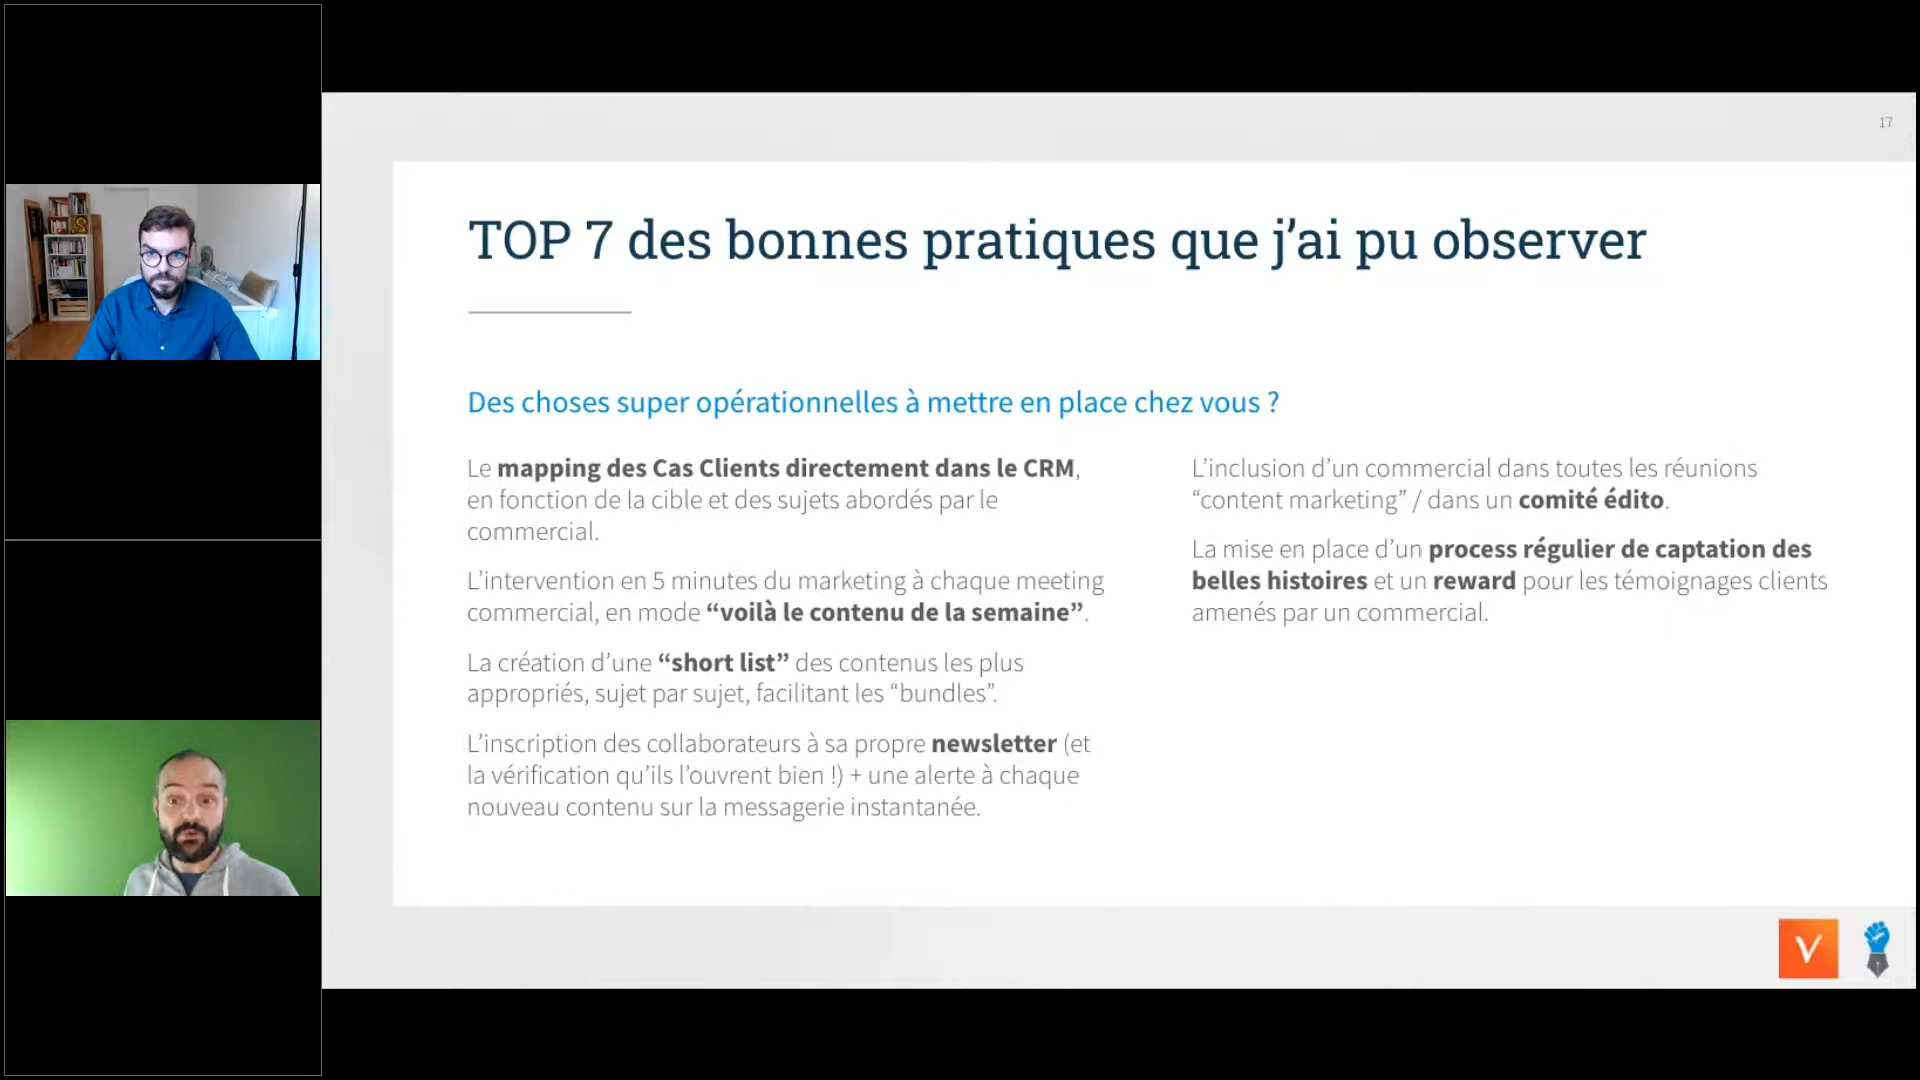 17
TOP 7 des bonnes pratiques que j’ai pu observer
Des choses super opérationnelles à mettre en place chez vous ?
Le mapping des Cas Clients directement dans le CRM,
en fonction de la cible et des sujets abordés par le
commercial.
L’intervention en 5 minutes du marketing à chaque meeting
commercial, en mode “voilà le contenu de la semaine”.
La création d’une “short list” des contenus les plus
appropriés, sujet par sujet, facilitant les “bundles”.
L’inscription des collaborateurs à sa propre newsletter (et
la vérification qu’ils l’ouvrent bien !) + une alerte à chaque
nouveau contenu sur la messagerie instantanée.
L’inclusion d’un commercial dans toutes les réunions
“content marketing” / dans un comité édito.
La mise en place d’un process régulier de captation des
belles histoires et un reward pour les témoignages clients
amenés par un commercial.
V